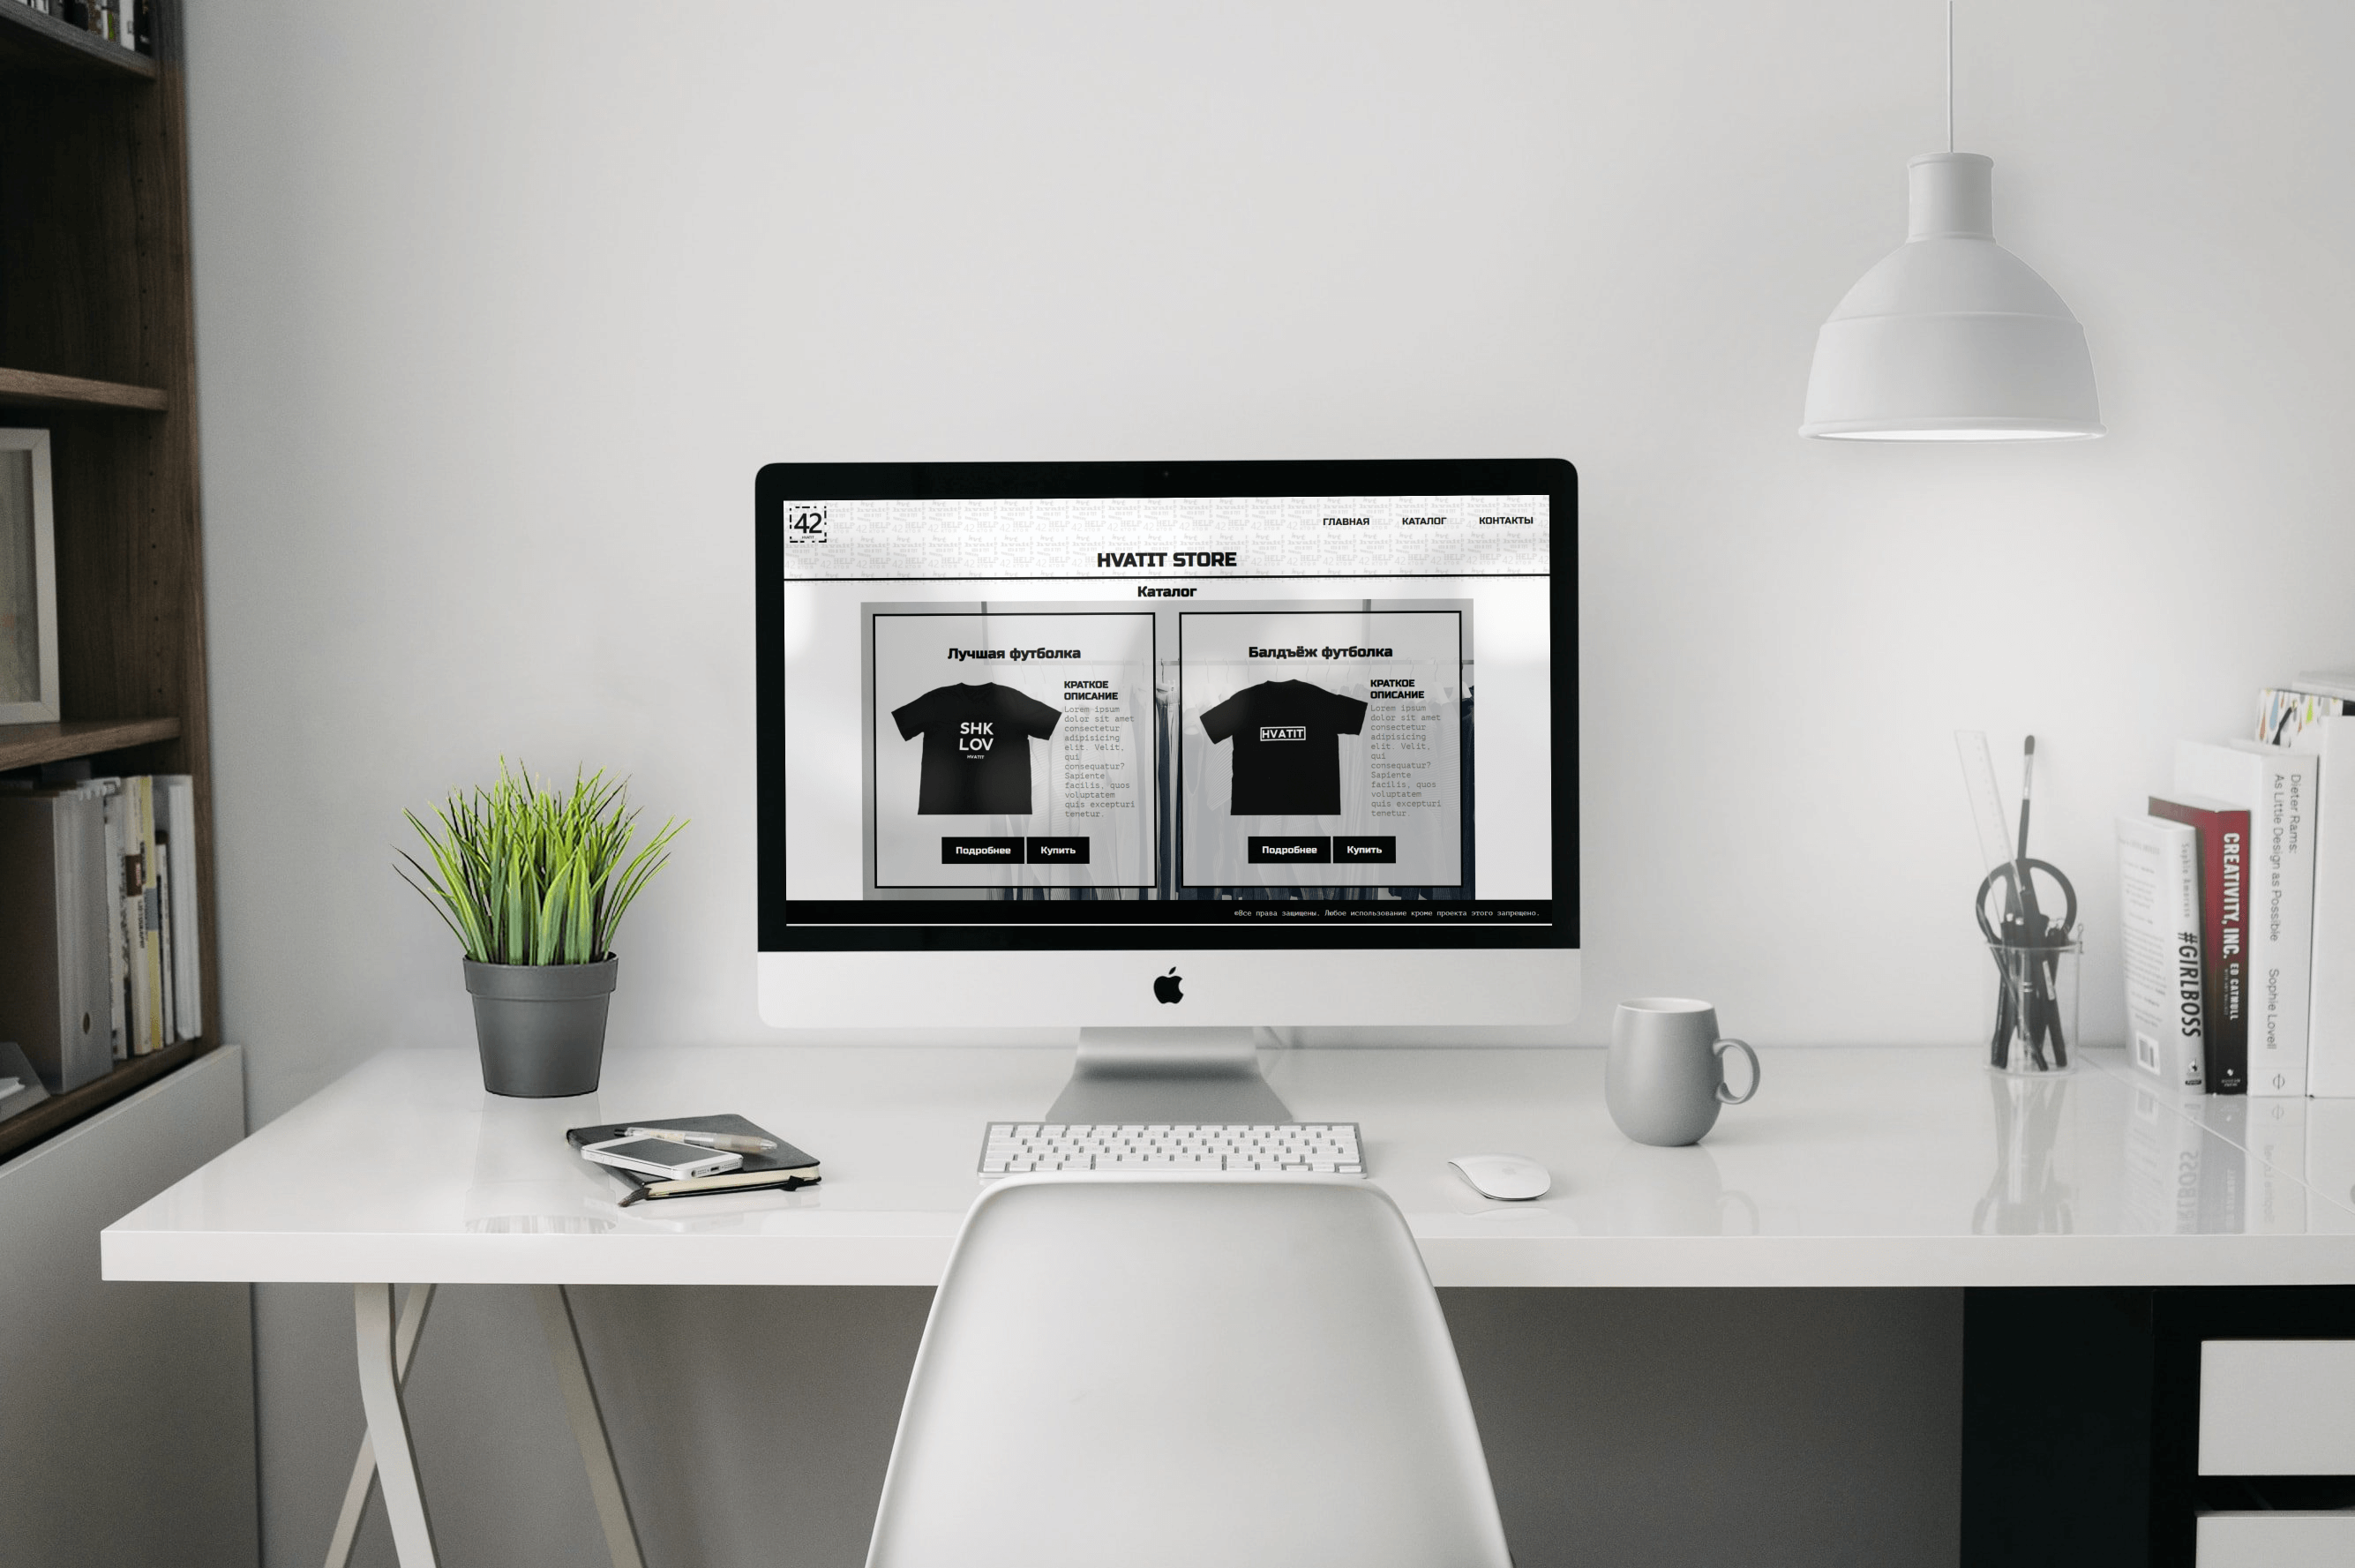 42
ГЛАВНАЯ КАТАЛОГ КОНТАКТЫ
HVATIT STORE
Каталог
Лучшая футболка
SHK
LOV
HVATIT
КРАТКОЕ
ОПИСАНИЕ
Lorem ipsum
dolor sit amet
consectetur
adipisicing
elit. Velit,
qui
consequatur?
Sapiente
facilis, quos
voluptatem
quis excepturi
tenetur.
Подробнее Купить
Балдъёж футболка
HVATIT
КРАТКОЕ
ОПИСАНИЕ
Lorem ipsum
dolor sit amet
consectetur
adipisicing
elit. Velit,
qui
consequatur?
Sapiente
facilis, quos
voluptatem
quis excepturi
tenetur.
Подробнее Купить
©Все права защищены. Любое использование кроме проекта этого запрещено.
Sophia Amoruso #GIRLBOSS
CREATIVITY, INC. ED CATMULL
Dieter Rams:
As Little Design as Possible Sophie Lovell